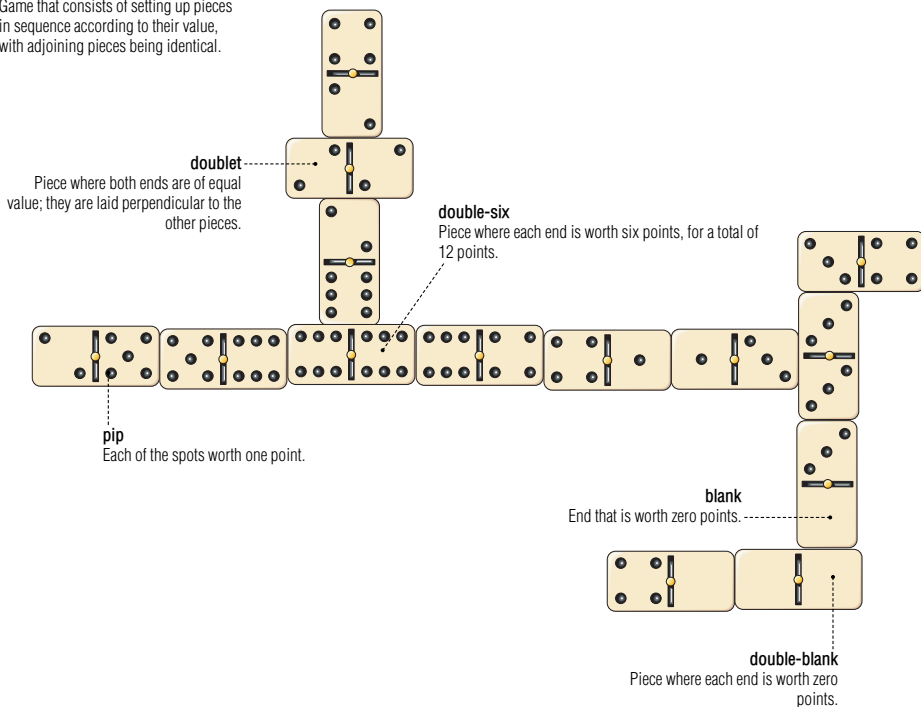 Game that consists of setting up pieces
in sequence according to their value,
with adjoining pieces being identical.
doublet
Piece where both ends are of equal
value; they are laid perpendicular to the
other pieces.
double-six
Piece where each end is worth six points, for a total of
12 points.
pip
Each of the spots worth one point.
blank
End that is worth zero points.
double-blank
Piece where each end is worth zero
points.